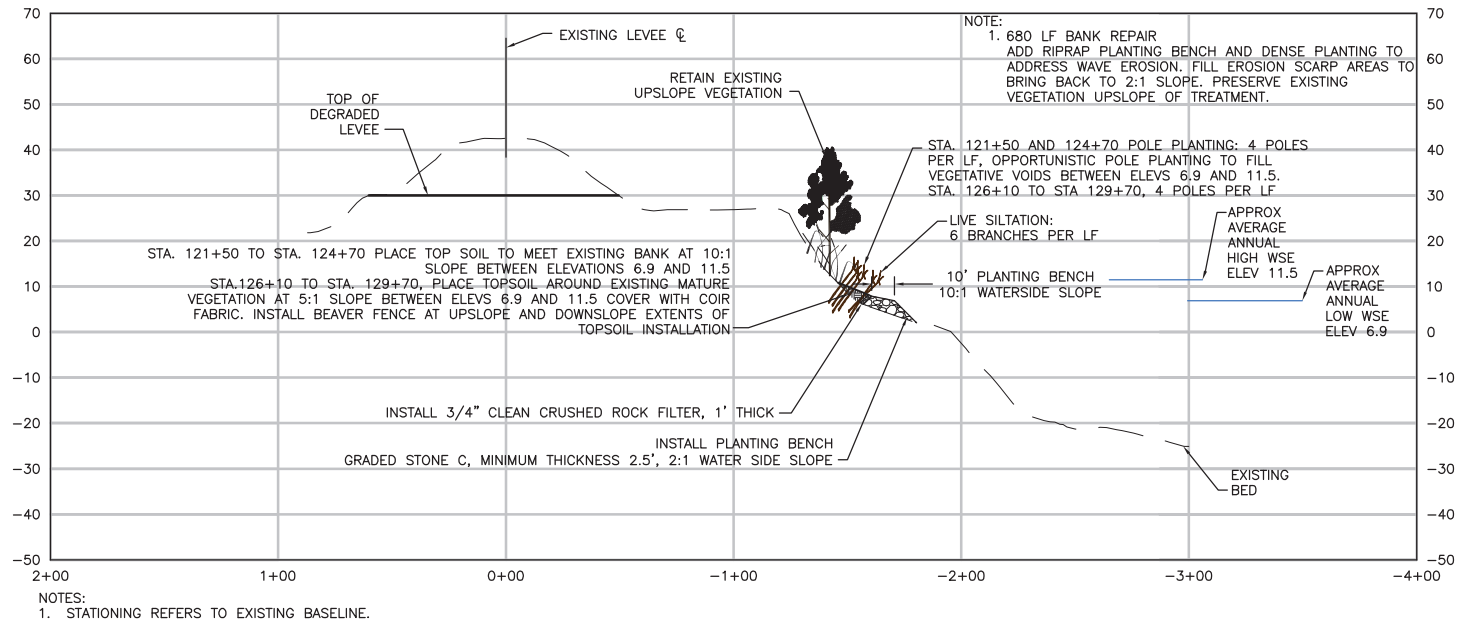 NOTE:
1. 680 LF BANK REPAIR
ADD RIPRAP PLANTING BENCH AND DENSE PLANTING TO
ADDRESS WAVE EROSION. FILL EROSION SCARP AREAS TO
BRING BACK TO 2:1 SLOPE. PRESERVE EXISTING
VEGETATION UPSLOPE OF TREATMENT.
EXISTING LEVEE ℄
RETAIN EXISTING
UPSLOPE VEGETATION
TOP OF
DEGRADED
LEVEE
STA. 121+50 AND 124+70 POLE PLANTING: 4 POLES
PER LF, OPPORTUNISTIC POLE PLANTING TO FILL
VEGETATIVE VOIDS BETWEEN ELEVS 6.9 AND 11.5.
STA. 126+10 TO STA 129+70, 4 POLES PER LF
LIVE SILTATION:
6 BRANCHES PER LF
APPROX
AVERAGE
ANNUAL
HIGH WSE
ELEV 11.5
APPROX
AVERAGE
ANNUAL
LOW WSE
ELEV 6.9
10' PLANTING BENCH
10:1 WATERSIDE SLOPE
STA. 121+50 TO STA. 124+70 PLACE TOP SOIL TO MEET EXISTING BANK AT 10:1
SLOPE BETWEEN ELEVATIONS 6.9 AND 11.5
STA.126+10 TO STA. 129+70, PLACE TOPSOIL AROUND EXISTING MATURE
VEGETATION AT 5:1 SLOPE BETWEEN ELEVS 6.9 AND 11.5 COVER WITH COIR
FABRIC. INSTALL BEAVER FENCE AT UPSLOPE AND DOWNSLOPE EXTENTS OF
TOPSOIL INSTALLATION
INSTALL 3/4" CLEAN CRUSHED ROCK FILTER, 1' THICK
INSTALL PLANTING BENCH
GRADED STONE C, MINIMUM THICKNESS 2.5', 2:1 WATER SIDE SLOPE
EXISTING
BED
70
60
50
40
30
20
10
0
-10
-20
-30
-40
-50
70
60
50
40
30
20
10
0
-10
-20
-30
-40
-50
2+00 1+00 0+00 -1+00 -2+00 -3+00 -4+00
NOTES:
1. STATIONING REFERS TO EXISTING BASELINE.